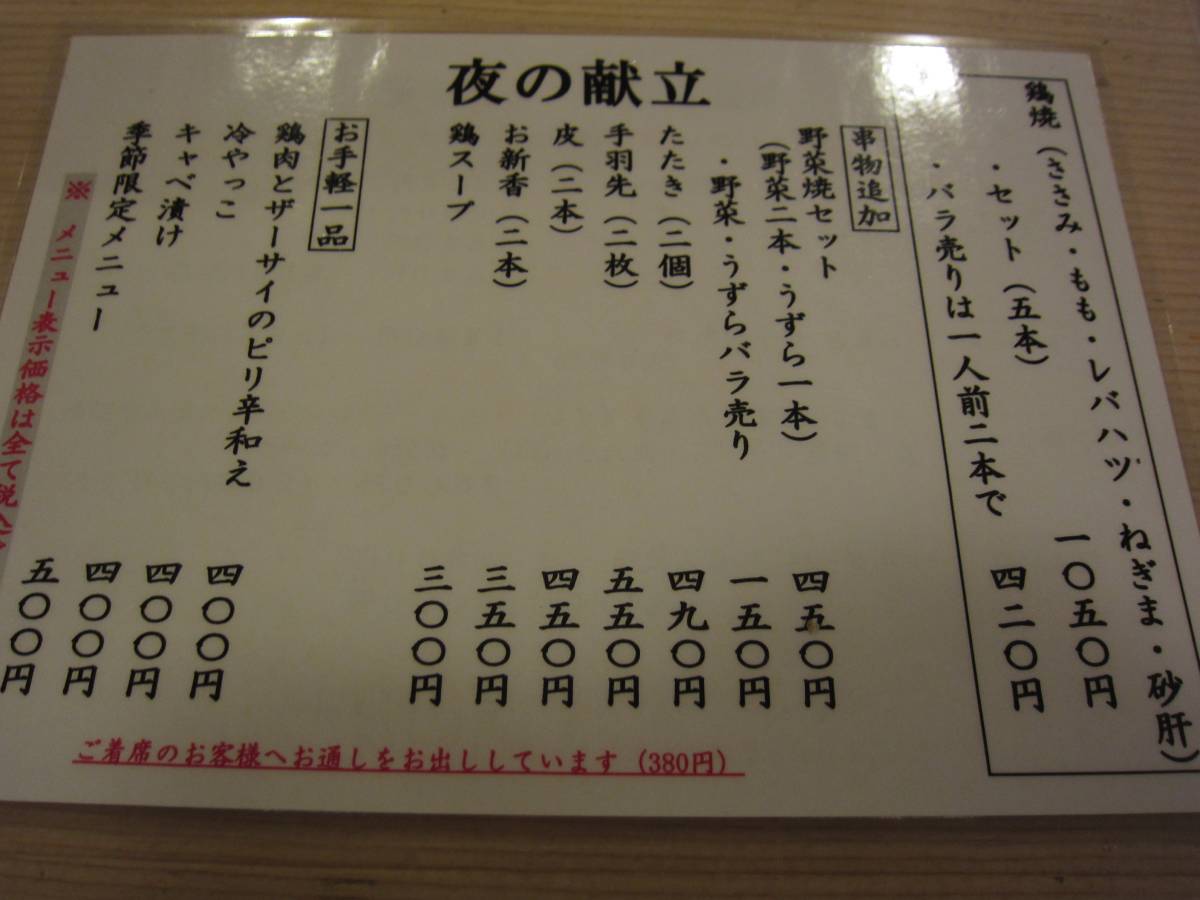 夜の献立
鶏焼（ささみ・もも・レバハツ・ねぎま・砂肝）
・セット（五本） 一〇五〇円
・バラ売りは一人前二本で 四二〇円
串物追加
野菜焼セット 四五〇円
（野菜二本・うずら一本）
・野菜・うずらバラ売り 一五〇円
たたき（二個） 四九〇円
手羽先（二枚） 五五〇円
皮（二本） 四五〇円
お新香（二本） 三五〇円
鶏スープ 三〇〇円
お手軽一品
鶏肉とザーサイのピリ辛和え 四〇〇円
冷やっこ 四〇〇円
キャベ漬け 四〇〇円
季節限定メニュー 五〇〇円
※ メニュー表示価格は全て税込
ご着席のお客様へお通しをお出ししています（380円）